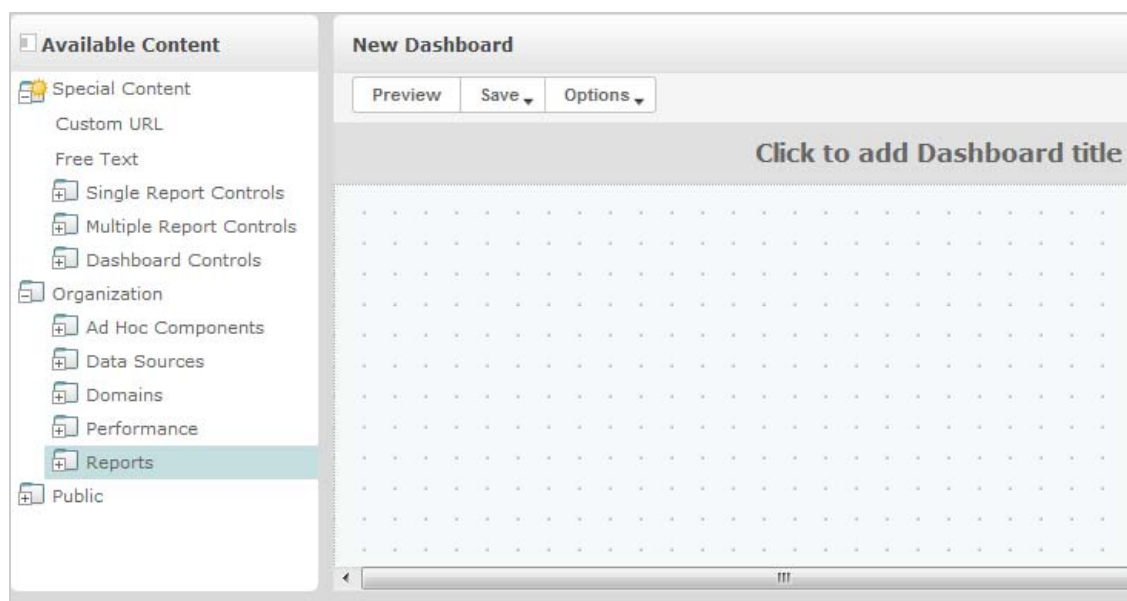 Available Content
Special Content
Custom URL
Free Text
Single Report Controls
Multiple Report Controls
Dashboard Controls
Organization
Ad Hoc Components
Data Sources
Domains
Performance
Reports
Public
New Dashboard
Preview Save Options
Click to add Dashboard title